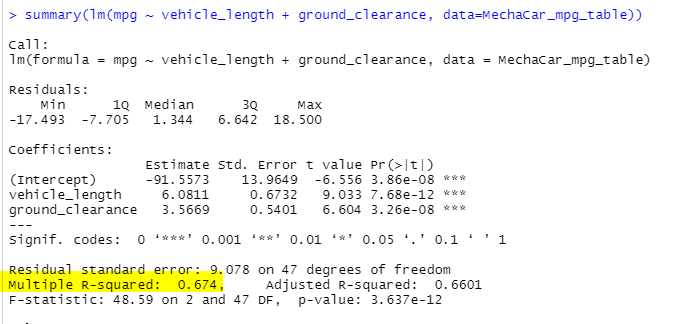 > summary(lm(mpg ~ vehicle_length + ground_clearance, data=MechaCar_mpg_table))
Call:
lm(formula = mpg ~ vehicle_length + ground_clearance, data = MechaCar_mpg_table)
Residuals:
    Min      1Q  Median      3Q     Max
-17.493  -7.705   1.344   6.642  18.500
Coefficients:
                 Estimate Std. Error t value Pr(>|t|)
(Intercept)      -91.5573    13.9649  -6.556 3.86e-08 ***
vehicle_length     6.0811     0.6732   9.033 7.68e-12 ***
ground_clearance   3.5669     0.5401   6.604 3.26e-08 ***
---
Signif. codes:  0 ‘***’ 0.001 ‘**’ 0.01 ‘*’ 0.05 ‘.’ 0.1 ‘ ’ 1
Residual standard error: 9.078 on 47 degrees of freedom
Multiple R-squared:  0.674,	Adjusted R-squared:  0.6601
F-statistic: 48.59 on 2 and 47 DF,  p-value: 3.637e-12